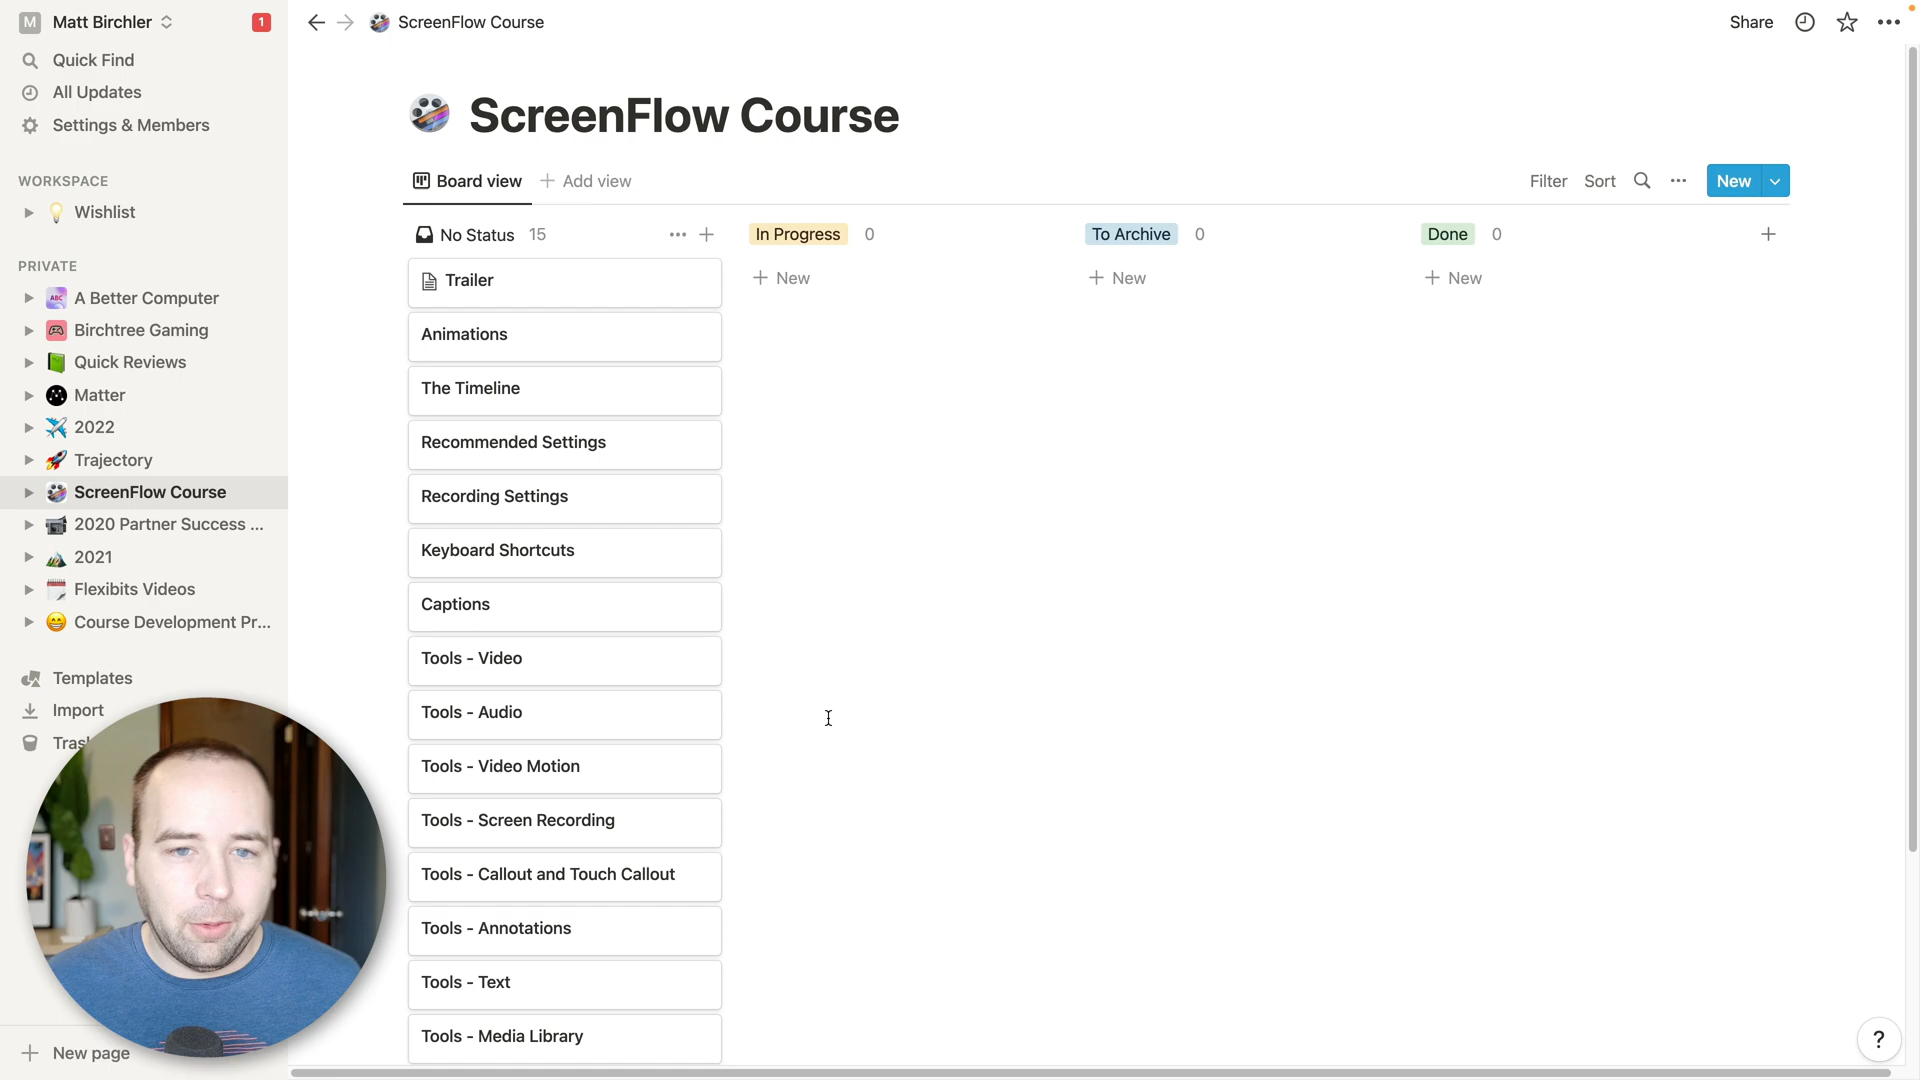 M Matt Birchler 1
Quick Find
All Updates
Settings & Members
WORKSPACE
Wishlist
PRIVATE
ABC A Better Computer
Birchtree Gaming
Quick Reviews
Matter
2022
Trajectory
ScreenFlow Course
2020 Partner Success ...
2021
Flexibits Videos
Course Development Pr...
Templates
Import
Tras
New page
ScreenFlow Course
Share
ScreenFlow Course
Board view
Add view
Filter Sort New
No Status 15
In Progress 0
To Archive 0
Done 0
Trailer
Animations
The Timeline
Recommended Settings
Recording Settings
Keyboard Shortcuts
Captions
Tools - Video
Tools - Audio
Tools - Video Motion
Tools - Screen Recording
Tools - Callout and Touch Callout
Tools - Annotations
Tools - Text
Tools - Media Library
New
New
New
?